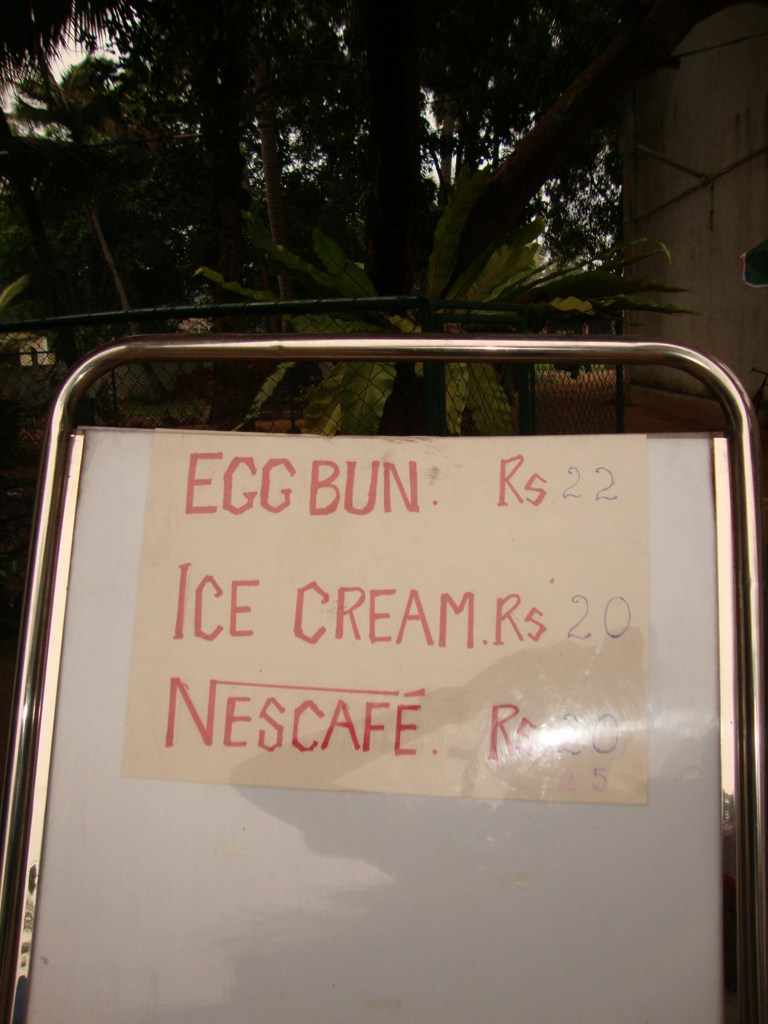 EGG BUN. Rs 22
ICE CREAM. Rs 20
NESCAFÉ. Rs 20
25